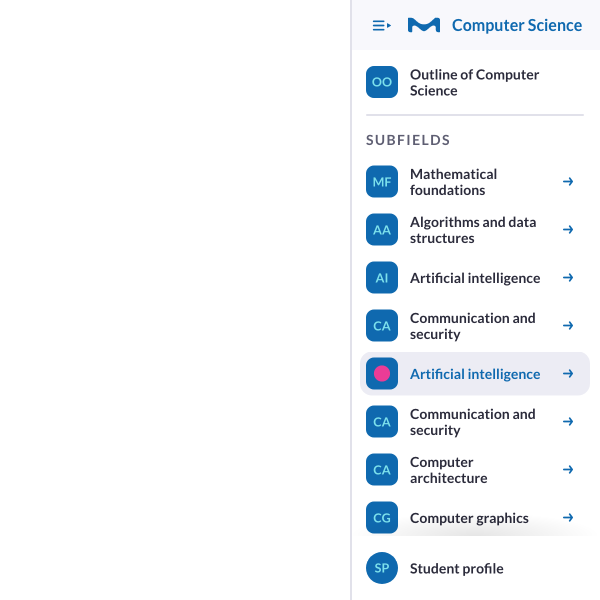 Computer Science
OO
Outline of Computer
Science
SUBFIELDS
MF
Mathematical
foundations
AA
Algorithms and data
structures
AI
Artificial intelligence
CA
Communication and
security
Artificial intelligence
CA
Communication and
security
CA
Computer
architecture
CG
Computer graphics
SP
Student profile